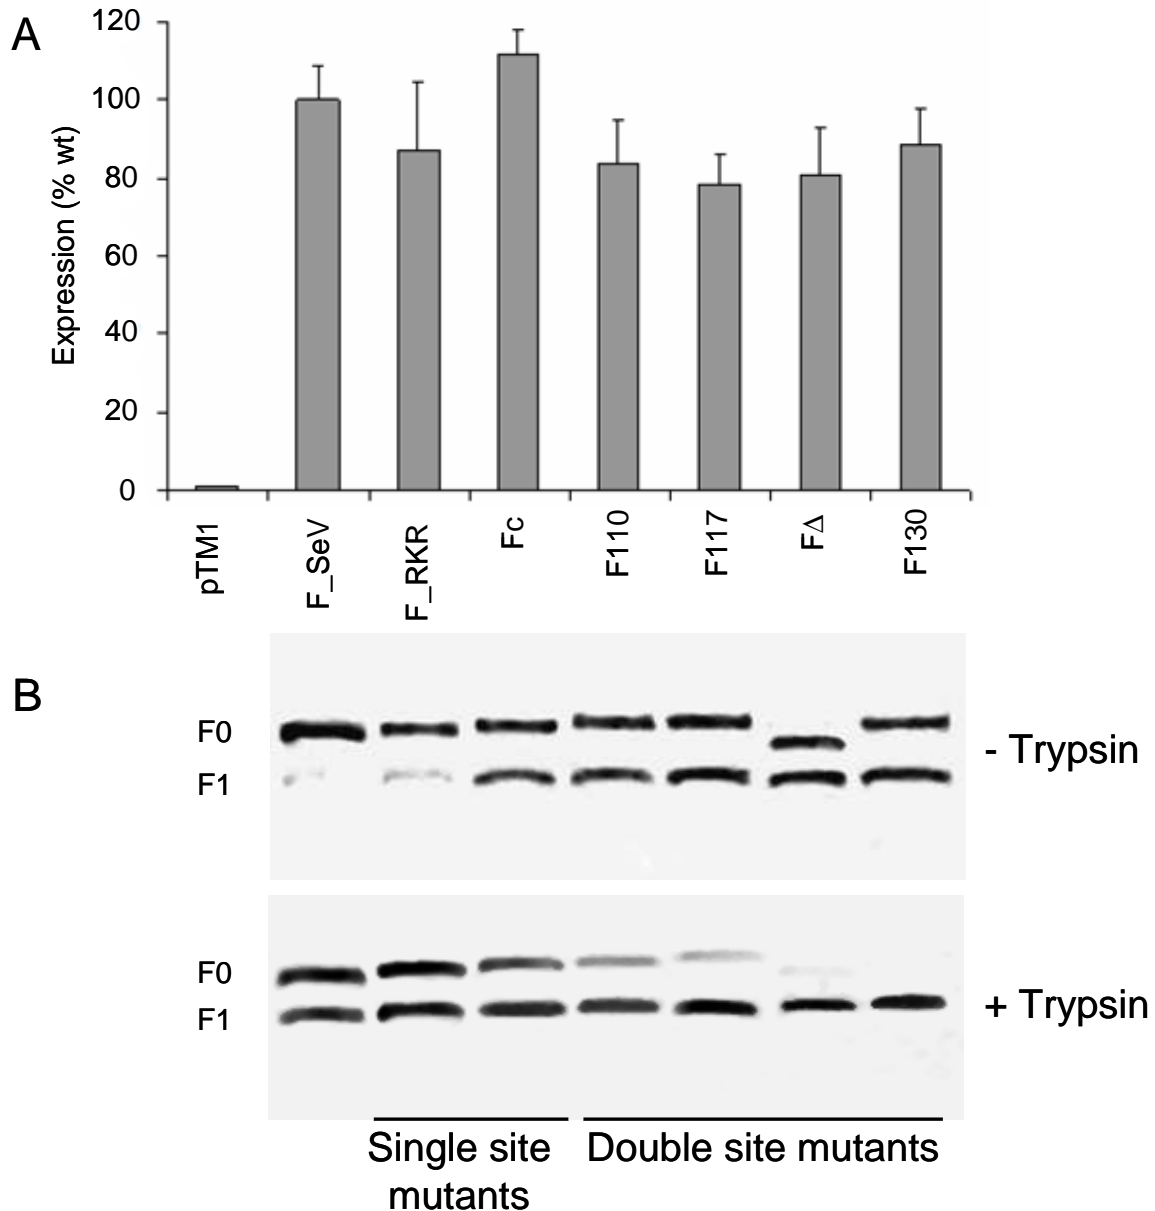 A
Expression (% wt)
120
100
80
60
40
20
0
pTM1
F_SeV
F_RKR
Fc
F110
F117
FΔ
F130
B
F0
F1
- Trypsin
F0
F1
+ Trypsin
Single site
mutants
Double site mutants